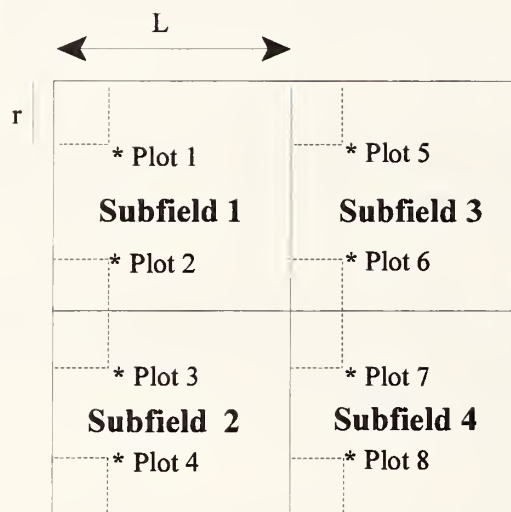 L
r
* Plot 1 * Plot 5
Subfield 1 Subfield 3
* Plot 2 * Plot 6
* Plot 3 * Plot 7
Subfield 2 Subfield 4
* Plot 4 * Plot 8